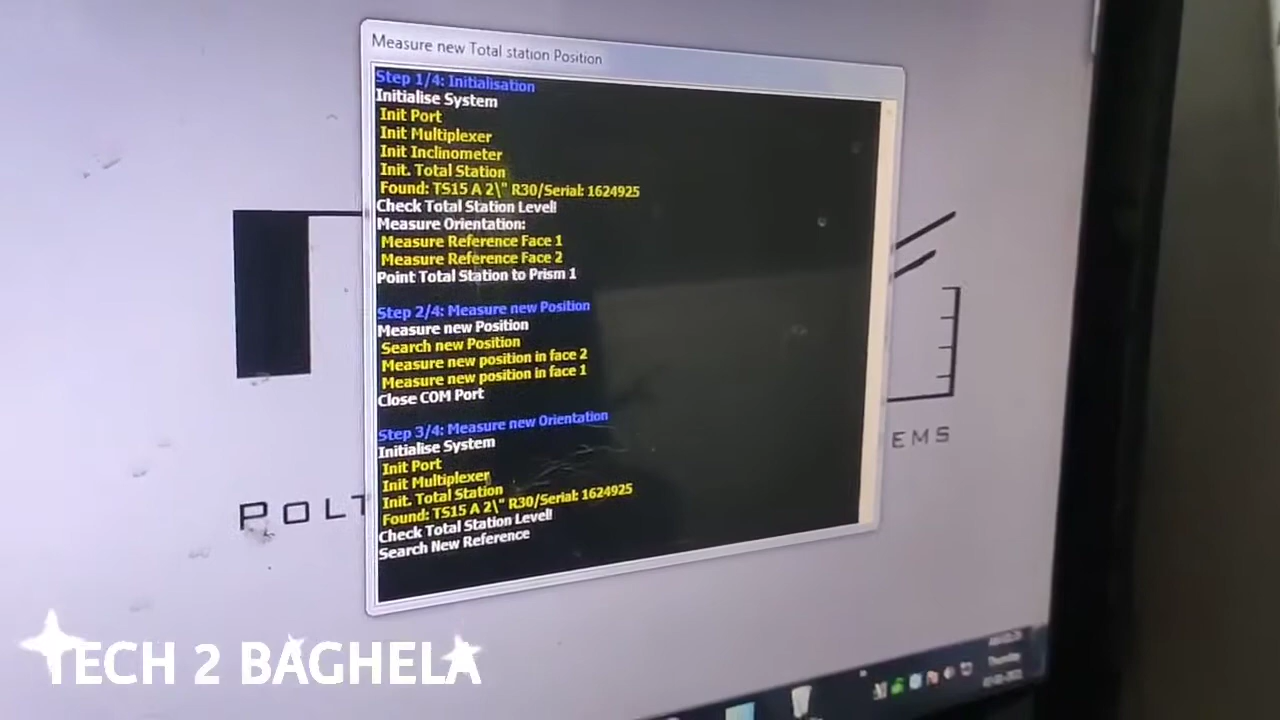 Measure new Total station Position
Step 1/4: Initialisation
Initialise System
Init Port
Init Multiplexer
Init Inclinometer
Init. Total Station
Found: TS15 A 2\" R30/Serial: 1624925
Check Total Station Level!
Measure Orientation:
Measure Reference Face 1
Measure Reference Face 2
Point Total Station to Prism 1
Step 2/4: Measure new Position
Measure new Position
Search new Position
Measure new position in face 2
Measure new position in face 1
Close COM Port
Step 3/4: Measure new Orientation
Initialise System
Init Port
Init Multiplexer
Init. Total Station
Found: TS15 A 2\" R30/Serial: 1624925
Check Total Station Level!
Search New Reference
POLT
EMS
TECH 2 BAGHELA